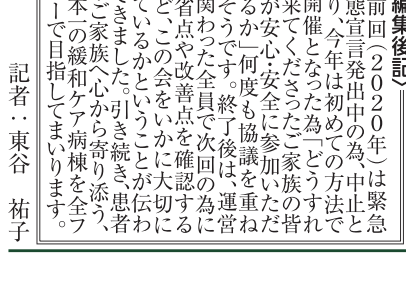 編集後記〉
前回(2020年)は緊急
態宣言発出中の為、中止と
り、今年は初めての方法で
開催となった為「どうすれ
来てくださったご家族の皆
が安心・安全に参加いただ
るか」何度も協議を重ね
そうです。終了後は、運営
関わった全員で次回の為に
省点や改善点を確認する
ど、この会をいかに大切に
ているかということが伝わ
きました。引き続き、患者
ご家族へ心から寄り添う、
本一の緩和ケア病棟を全フ
ーで目指してまいります。
記者:東谷 祐子